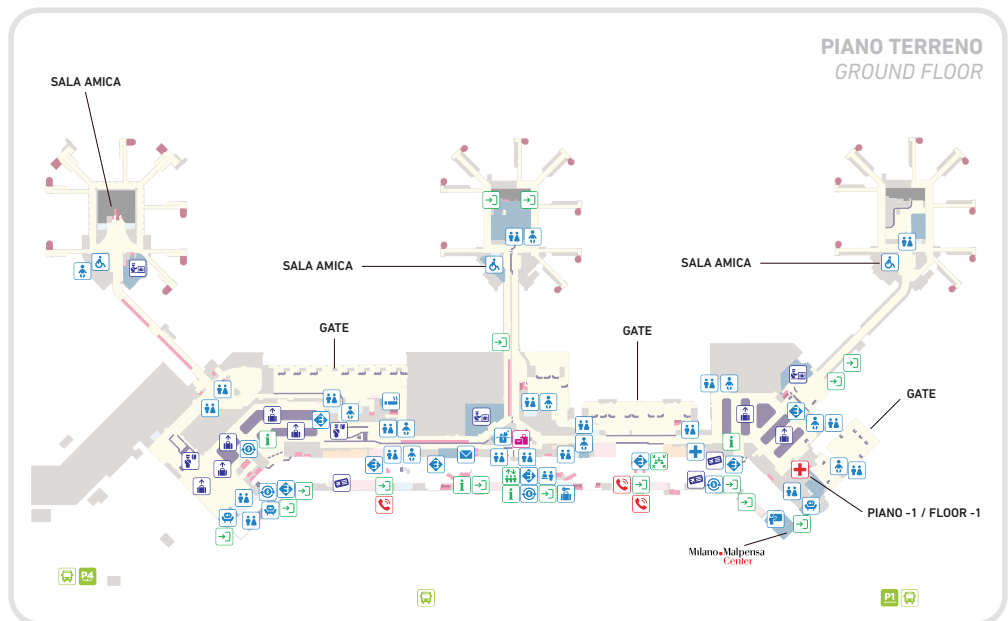 PIANO TERRENO
GROUND FLOOR
SALA AMICA
SALA AMICA
SALA AMICA
GATE
GATE
GATE
PIANO -1 / FLOOR -1
Milano•Malpensa
Center
P4
P1